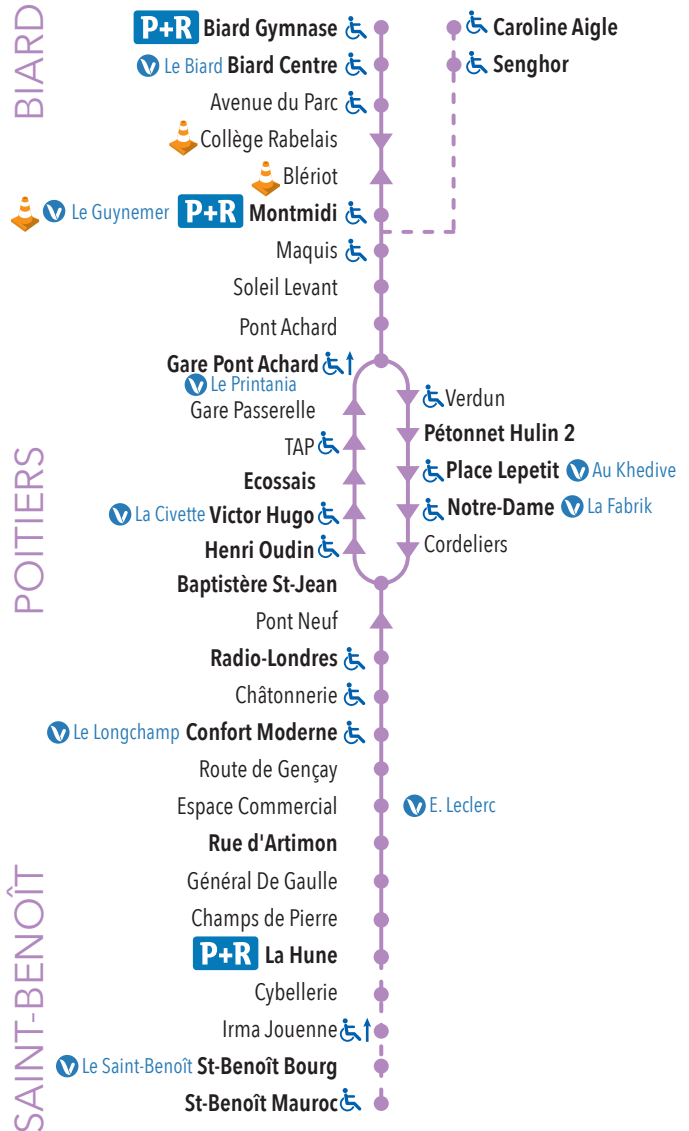 BIARD
P+R Biard Gymnase
Caroline Aigle
Le Biard Biard Centre
Senghor
Avenue du Parc
Collège Rabelais
Blériot
Le Guynemer P+R Montmidi
Maquis
Soleil Levant
Pont Achard
POITIERS
Gare Pont Achard
Le Printania
Gare Passerelle
Verdun
TAP
Pétonnet Hulin 2
Ecossais
Place Lepetit Au Khedive
La Civette Victor Hugo
Notre-Dame La Fabrik
Henri Oudin
Cordeliers
Baptistère St-Jean
Pont Neuf
Radio-Londres
Châtonnerie
Le Longchamp Confort Moderne
Route de Gençay
Espace Commercial
E. Leclerc
Rue d'Artimon
SAINT-BENOÎT
Général De Gaulle
Champs de Pierre
P+R La Hune
Cybellerie
Irma Jouenne
Le Saint-Benoît St-Benoît Bourg
St-Benoît Mauroc